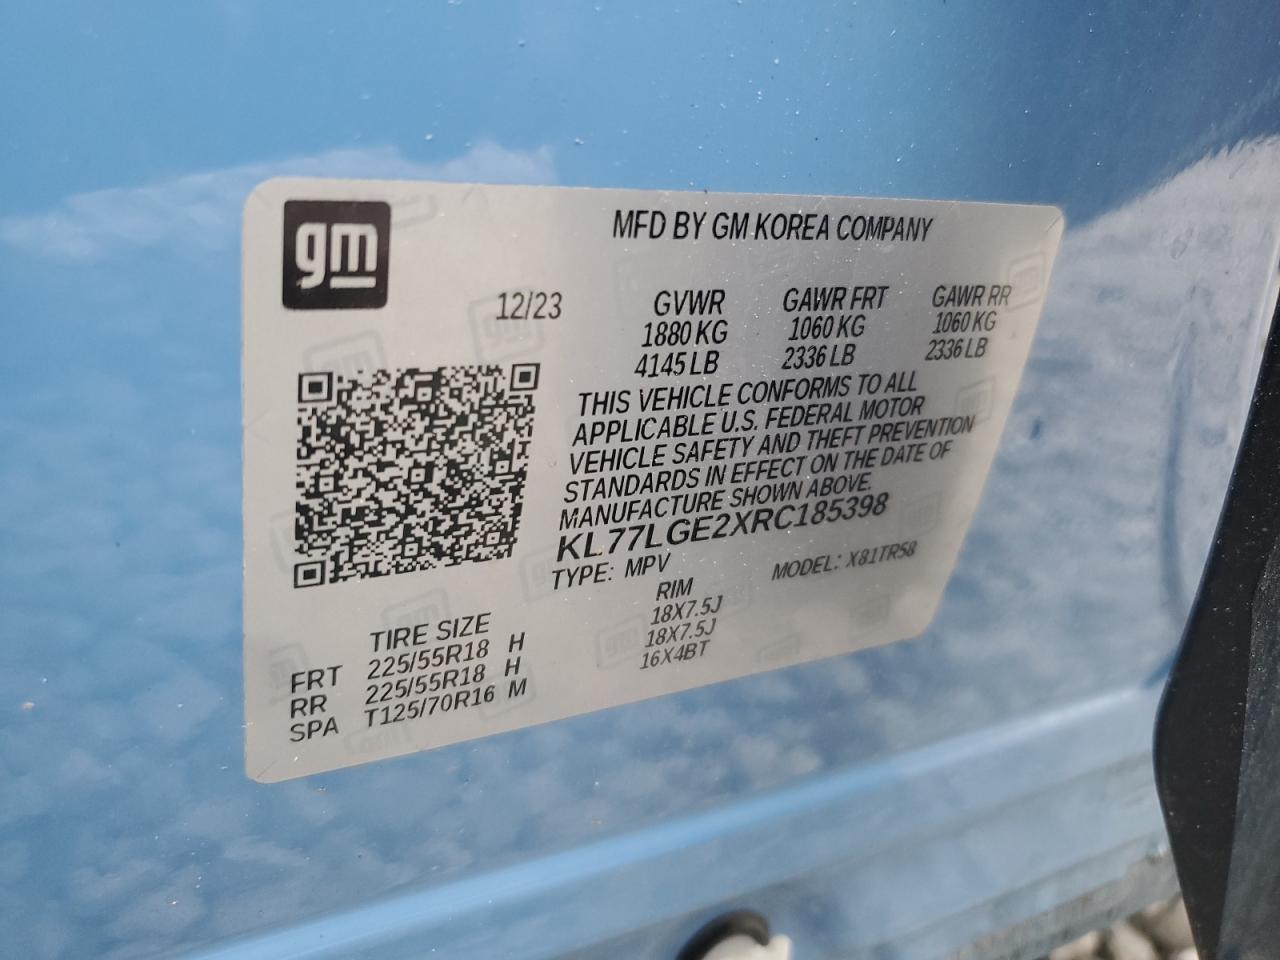 gm
MFD BY GM KOREA COMPANY
12/23 GVWR GAWR FRT GAWR RR
1880 KG 1060 KG 1060 KG
4145 LB 2336 LB 2336 LB
THIS VEHICLE CONFORMS TO ALL
APPLICABLE U.S. FEDERAL MOTOR
VEHICLE SAFETY AND THEFT PREVENTION
STANDARDS IN EFFECT ON THE DATE OF
MANUFACTURE SHOWN ABOVE.
KL77LGE2XRC185398
TYPE: MPV MODEL: X81TR58
TIRE SIZE RIM
FRT 225/55R18 H 18X7.5J
RR 225/55R18 H 18X7.5J
SPA T125/70R16 M 16X4BT